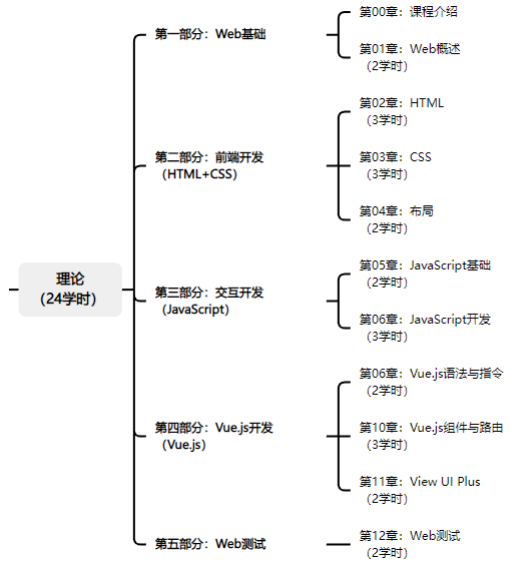 理论
（24学时）
第一部分：Web基础
第00章：课程介绍
第01章：Web概述
（2学时）
第二部分：前端开发
（HTML+CSS）
第02章：HTML
（3学时）
第03章：CSS
（3学时）
第04章：布局
（2学时）
第三部分：交互开发
（JavaScript）
第05章：JavaScript基础
（2学时）
第06章：JavaScript开发
（3学时）
第四部分：Vue.js开发
（Vue.js）
第06章：Vue.js语法与指令
（2学时）
第10章：Vue.js组件与路由
（3学时）
第11章：View UI Plus
（2学时）
第五部分：Web测试
第12章：Web测试
（2学时）